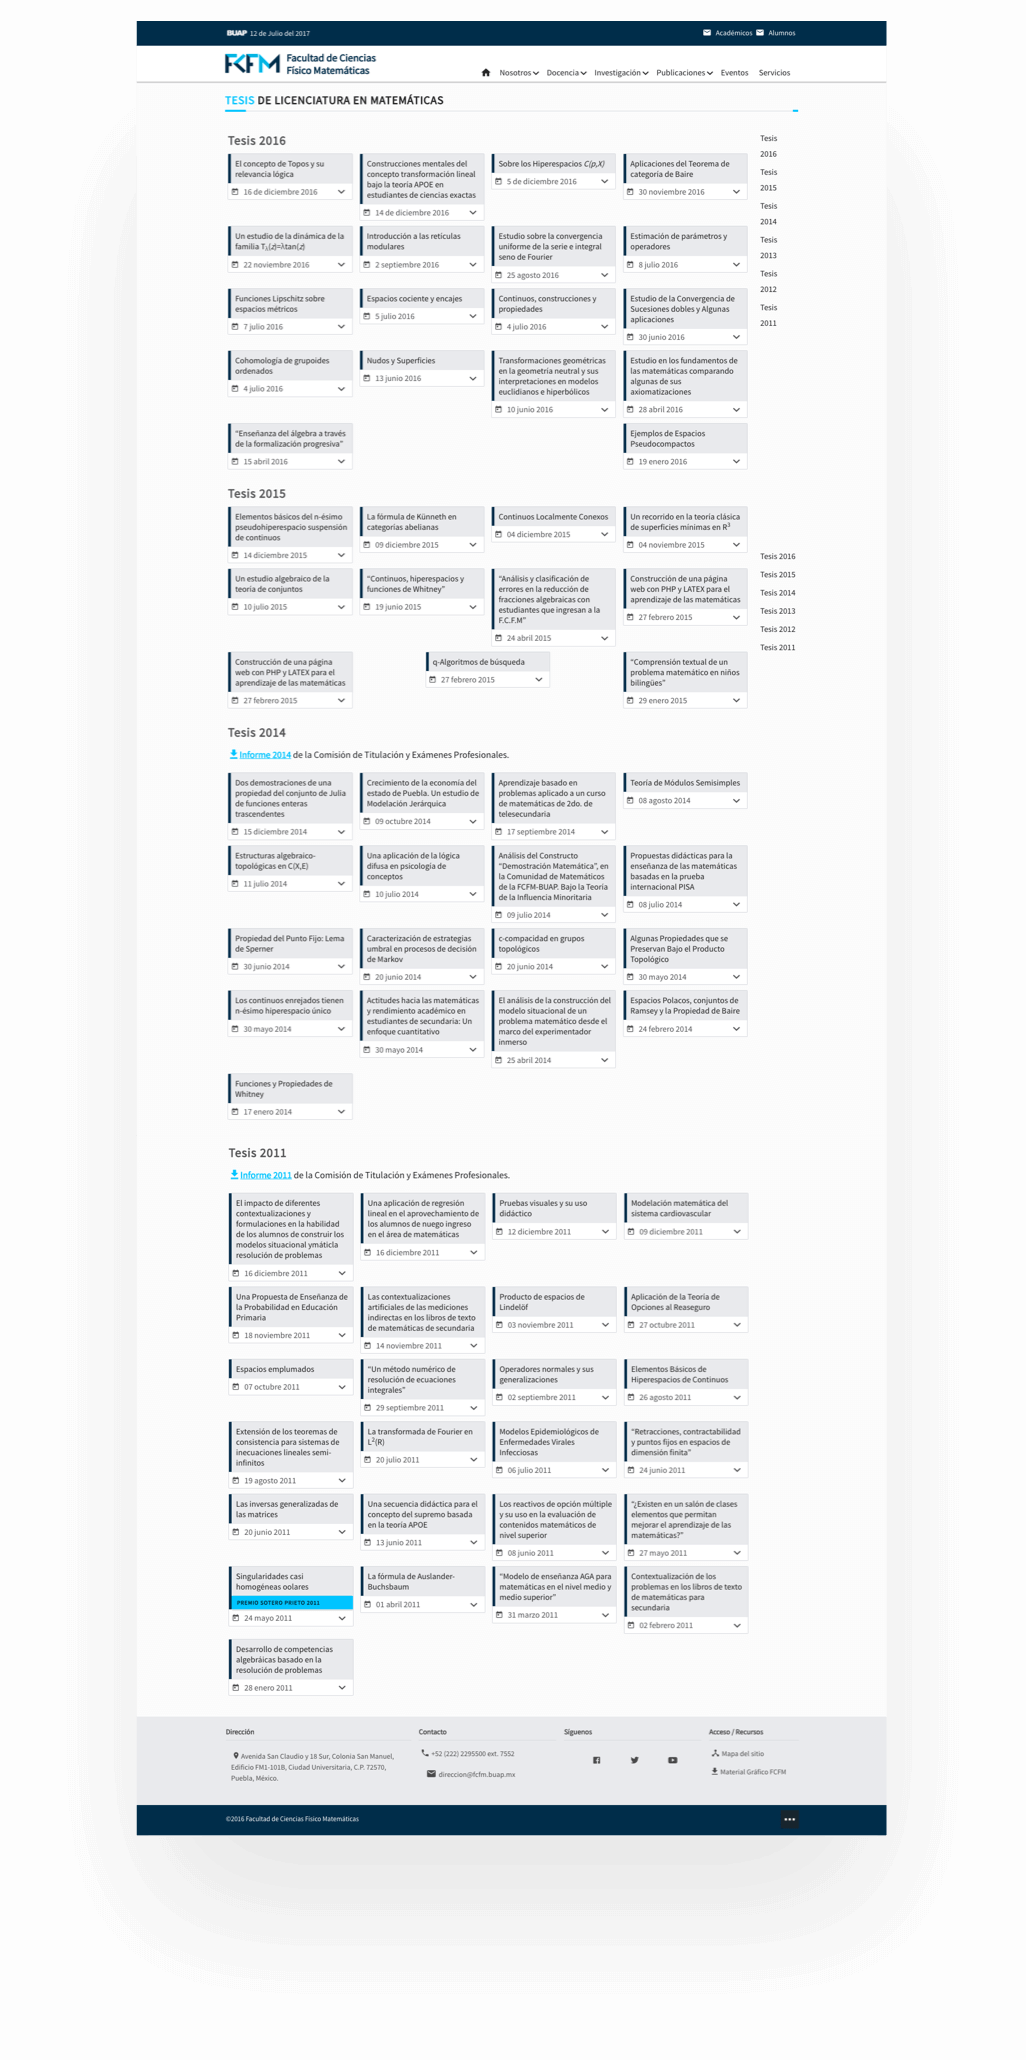 BUAP 12 de Julio del 2017
Académicos Alumnos
FCFM Facultad de Ciencias
Físico Matemáticas
Nosotros Docencia Investigación Publicaciones Eventos Servicios
TESIS DE LICENCIATURA EN MATEMÁTICAS
Tesis 2016
El concepto de Topos y su
relevancia lógica
16 de diciembre 2016
Construcciones mentales del
concepto transformación lineal
bajo la teoría APOE en
estudiantes de ciencias exactas
14 de diciembre 2016
Sobre los Hiperespacios C(p,X)
5 de diciembre 2016
Aplicaciones del Teorema de
categoría de Baire
30 noviembre 2016
Un estudio de la dinámica de la
familia Tλ(z)=λtan(z)
22 noviembre 2016
Introducción a las retículas
modulares
2 septiembre 2016
Estudio sobre la convergencia
uniforme de la serie e integral
seno de Fourier
25 agosto 2016
Estimación de parámetros y
operadores
8 julio 2016
Funciones Lipschitz sobre
espacios métricos
7 julio 2016
Espacios cociente y encajes
5 julio 2016
Continuos, construcciones y
propiedades
4 julio 2016
Estudio de la Convergencia de
Sucesiones dobles y Algunas
aplicaciones
30 junio 2016
Cohomología de grupoides
ordenados
4 julio 2016
Nudos y Superficies
13 junio 2016
Transformaciones geométricas
en la geometría neutral y sus
interpretaciones en modelos
euclidianos e hiperbólicos
10 junio 2016
Estudio en los fundamentos de
las matemáticas comparando
algunas de sus
axiomatizaciones
28 abril 2016
“Enseñanza del álgebra a través
de la formalización progresiva”
15 abril 2016
Ejemplos de Espacios
Pseudocompactos
19 enero 2016
Tesis
2016
Tesis
2015
Tesis
2014
Tesis
2013
Tesis
2012
Tesis
2011
Tesis 2015
Elementos básicos del n-ésimo
pseudohiperespacio suspensión
de continuos
14 diciembre 2015
La fórmula de Künneth en
categorías abelianas
09 diciembre 2015
Continuos Localmente Conexos
04 diciembre 2015
Un recorrido en la teoría clásica
de superficies mínimas en R³
04 noviembre 2015
Un estudio algebraico de la
teoría de conjuntos
10 julio 2015
“Continuos, hiperespacios y
funciones de Whitney”
19 junio 2015
“Análisis y clasificación de
errores en la reducción de
fracciones algebraicas con
estudiantes que ingresan a la
F.C.F.M”
24 abril 2015
Construcción de una página
web con PHP y LATEX para el
aprendizaje de las matemáticas
27 febrero 2015
Construcción de una página
web con PHP y LATEX para el
aprendizaje de las matemáticas
27 febrero 2015
q-Algoritmos de búsqueda
27 febrero 2015
“Comprensión textual de un
problema matemático en niños
bilingües”
29 enero 2015
Tesis 2016
Tesis 2015
Tesis 2014
Tesis 2013
Tesis 2012
Tesis 2011
Tesis 2014
Informe 2014 de la Comisión de Titulación y Exámenes Profesionales.
Dos demostraciones de una
propiedad del conjunto de Julia
de funciones enteras
trascendentes
15 diciembre 2014
Crecimiento de la economía del
estado de Puebla. Un estudio de
Modelación Jerárquica
09 octubre 2014
Aprendizaje basado en
problemas aplicado a un curso
de matemáticas de 2do. de
telesecundaria
17 septiembre 2014
Teoría de Módulos Semisimples
08 agosto 2014
Estructuras algebraico-
topológicas en C(X,E)
11 julio 2014
Una aplicación de la lógica
difusa en psicología de
conceptos
10 julio 2014
Análisis del Constructo
“Demostración Matemática”, en
la Comunidad de Matemáticos
de la FCFM-BUAP. Bajo la Teoría
de la Influencia Minoritaria
09 julio 2014
Propuestas didácticas para la
enseñanza de las matemáticas
basadas en la prueba
internacional PISA
08 julio 2014
Propiedad del Punto Fijo: Lema
de Sperner
30 junio 2014
Caracterización de estrategias
umbral en procesos de decisión
de Markov
20 junio 2014
c-compacidad en grupos
topológicos
20 junio 2014
Algunas Propiedades que se
Preservan Bajo el Producto
Topológico
30 mayo 2014
Los continuos enrejados tienen
n-ésimo hiperespacio único
30 mayo 2014
Actitudes hacia las matemáticas
y rendimiento académico en
estudiantes de secundaria: Un
enfoque cuantitativo
30 mayo 2014
El análisis de la construcción del
modelo situacional de un
problema matemático desde el
marco del experimentador
inmerso
25 abril 2014
Espacios Polacos, conjuntos de
Ramsey y la Propiedad de Baire
24 febrero 2014
Funciones y Propiedades de
Whitney
17 enero 2014
Tesis 2011
Informe 2011 de la Comisión de Titulación y Exámenes Profesionales.
El impacto de diferentes
contextualizaciones y
formulaciones en la habilidad
de los alumnos de construir los
modelos situacional ymáticla
resolución de problemas
16 diciembre 2011
Una aplicación de regresión
lineal en el aprovechamiento de
los alumnos de nuego ingreso
en el área de matemáticas
16 diciembre 2011
Pruebas visuales y su uso
didáctico
12 diciembre 2011
Modelación matemática del
sistema cardiovascular
09 diciembre 2011
Una Propuesta de Enseñanza de
la Probabilidad en Educación
Primaria
18 noviembre 2011
Las contextualizaciones
artificiales de las mediciones
indirectas en los libros de texto
de matemáticas de secundaria
14 noviembre 2011
Producto de espacios de
Lindelöf
03 noviembre 2011
Aplicación de la Teoría de
Opciones al Reaseguro
27 octubre 2011
Espacios emplumados
07 octubre 2011
“Un método numérico de
resolución de ecuaciones
integrales”
29 septiembre 2011
Operadores normales y sus
generalizaciones
02 septiembre 2011
Elementos Básicos de
Hiperespacios de Continuos
26 agosto 2011
Extensión de los teoremas de
consistencia para sistemas de
inecuaciones lineales semi-
infinitos
19 agosto 2011
La transformada de Fourier en
L²(R)
20 julio 2011
Modelos Epidemiológicos de
Enfermedades Virales
Infecciosas
06 julio 2011
“Retracciones, contractabilidad
y puntos fijos en espacios de
dimensión finita”
24 junio 2011
Las inversas generalizadas de
las matrices
20 junio 2011
Una secuencia didáctica para el
concepto del supremo basada
en la teoría APOE
13 junio 2011
Los reactivos de opción múltiple
y su uso en la evaluación de
contenidos matemáticos de
nivel superior
08 junio 2011
“¿Existen en un salón de clases
elementos que permitan
mejorar el aprendizaje de las
matemáticas?”
27 mayo 2011
Singularidades casi
homogéneas oolares
PREMIO SOTERO PRIETO 2011
24 mayo 2011
La fórmula de Auslander-
Buchsbaum
01 abril 2011
“Modelo de enseñanza AGA para
matemáticas en el nivel medio y
medio superior”
31 marzo 2011
Contextualización de los
problemas en los libros de texto
de matemáticas para
secundaria
02 febrero 2011
Desarrollo de competencias
algebráicas basado en la
resolución de problemas
28 enero 2011
Dirección
Avenida San Claudio y 18 Sur, Colonia San Manuel,
Edificio FM1-101B, Ciudad Universitaria, C.P. 72570,
Puebla, México.
Contacto
+52 (222) 2295500 ext. 7552
direccion@fcfm.buap.mx
Síguenos
Acceso / Recursos
Mapa del sitio
Material Gráfico FCFM
©2016 Facultad de Ciencias Físico Matemáticas